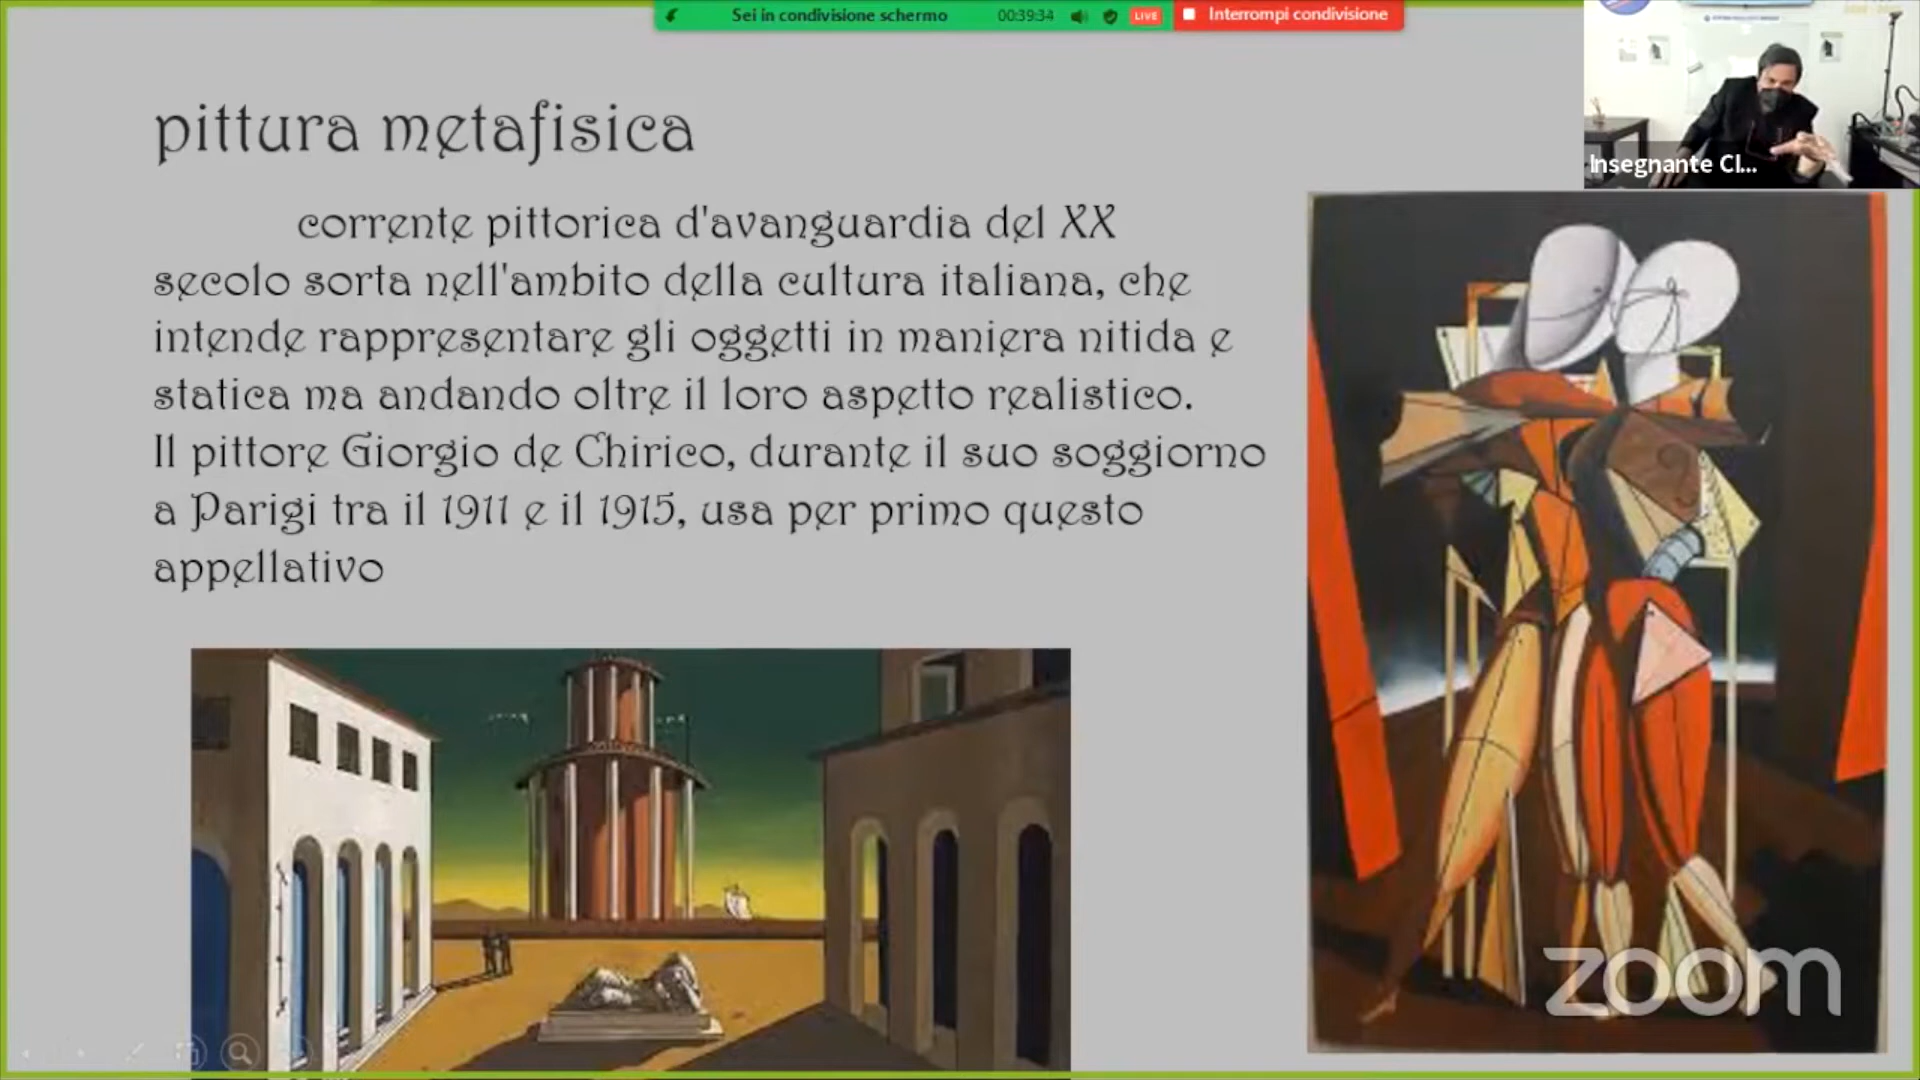 Sei in condivisione schermo 00:39:34 LIVE Interrompi condivisione
Insegnante Cl...
pittura metafisica
corrente pittorica d'avanguardia del XX
secolo sorta nell'ambito della cultura italiana, che
intende rappresentare gli oggetti in maniera nitida e
statica ma andando oltre il loro aspetto realistico.
Il pittore Giorgio de Chirico, durante il suo soggiorno
a Parigi tra il 1911 e il 1915, usa per primo questo
appellativo
zoom